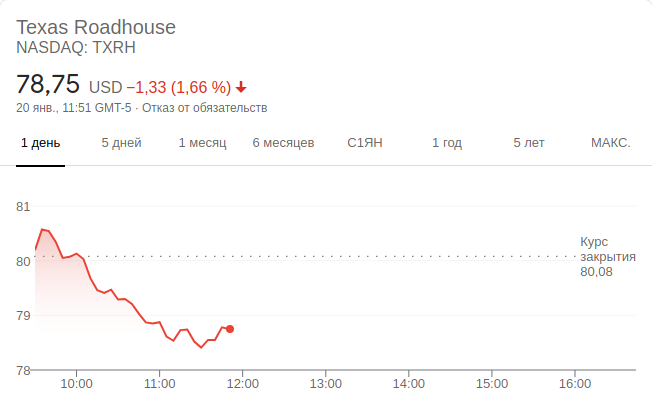 Texas Roadhouse
NASDAQ: TXRH
78,75 USD −1,33 (1,66 %)
20 янв., 11:51 GMT-5 · Отказ от обязательств
1 день 5 дней 1 месяц 6 месяцев С1ЯН 1 год 5 лет МАКС.
81
80
79
78
Курс
закрытия
80,08
10:00 11:00 12:00 13:00 14:00 15:00 16:00